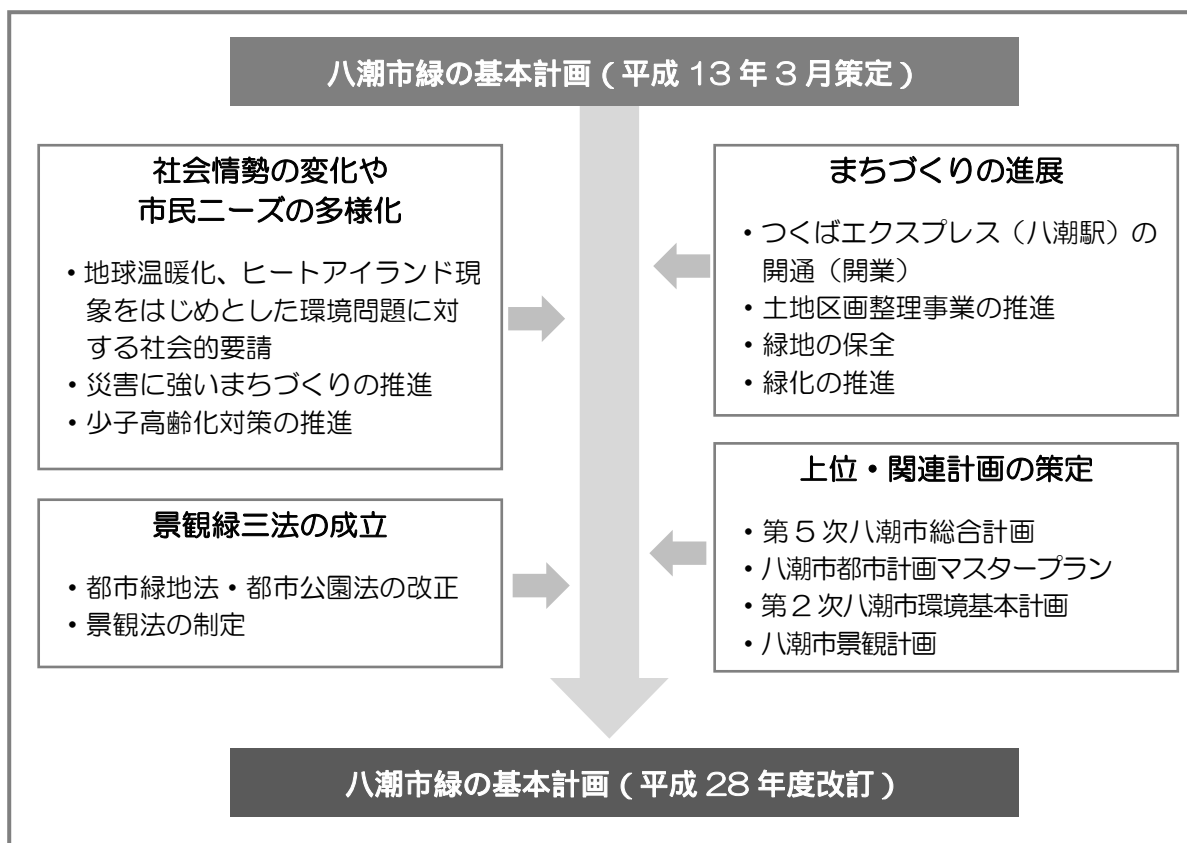 八潮市緑の基本計画（平成 13 年 3 月策定）
社会情勢の変化や
市民ニーズの多様化
・地球温暖化、ヒートアイランド現
象をはじめとした環境問題に対
する社会的要請
・災害に強いまちづくりの推進
・少子高齢化対策の推進
景観緑三法の成立
・都市緑地法・都市公園法の改正
・景観法の制定
まちづくりの進展
・つくばエクスプレス（八潮駅）の
開通（開業）
・土地区画整理事業の推進
・緑地の保全
・緑化の推進
上位・関連計画の策定
・第 5 次八潮市総合計画
・八潮市都市計画マスタープラン
・第 2 次八潮市環境基本計画
・八潮市景観計画
八潮市緑の基本計画（平成 28 年度改訂）